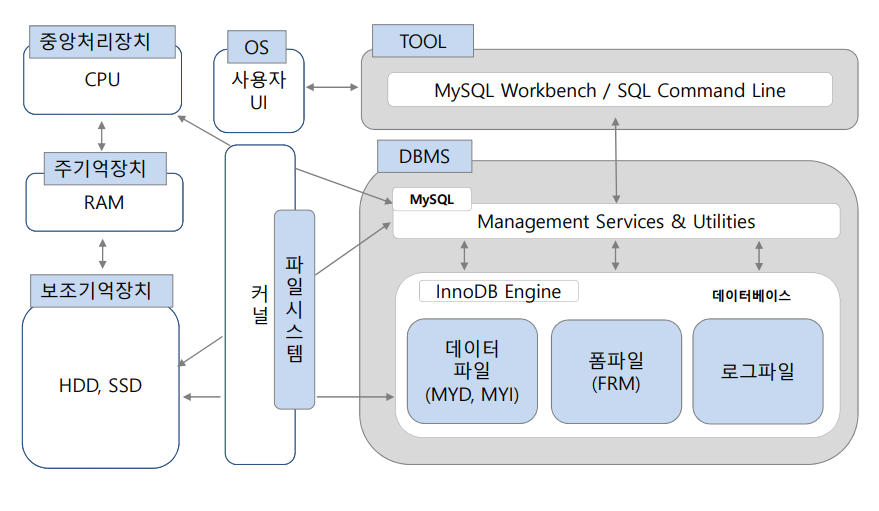 중앙처리장치
CPU
주기억장치
RAM
보조기억장치
HDD, SSD
OS
사용자
UI
커
널
파
일
시
스
템
TOOL
MySQL Workbench / SQL Command Line
DBMS
MySQL
Management Services & Utilities
InnoDB Engine
데이터베이스
데이터
파일
(MYD, MYI)
폼파일
(FRM)
로그파일